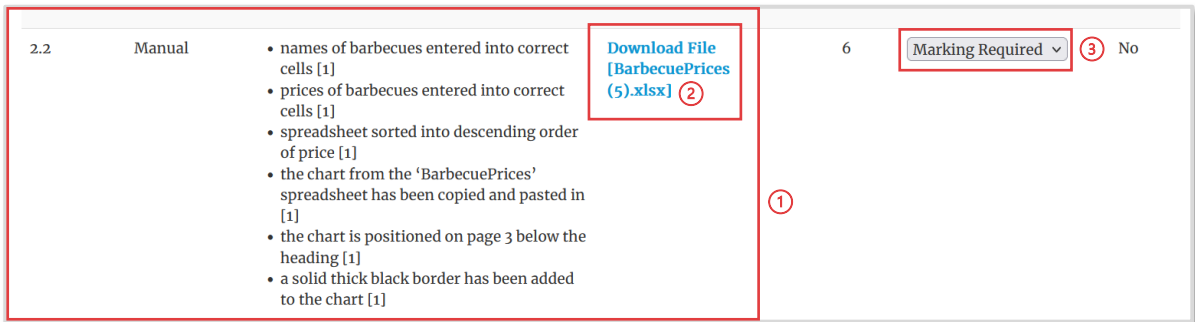 2.2
Manual
• names of barbecues entered into correct
cells [1]
• prices of barbecues entered into correct
cells [1]
• spreadsheet sorted into descending order
of price [1]
• the chart from the ‘BarbecuePrices’
spreadsheet has been copied and pasted in
[1]
• the chart is positioned on page 3 below the
heading [1]
• a solid thick black border has been added
to the chart [1]
Download File
[BarbecuePrices
(5).xlsx] 2
1
6
Marking Required
3
No